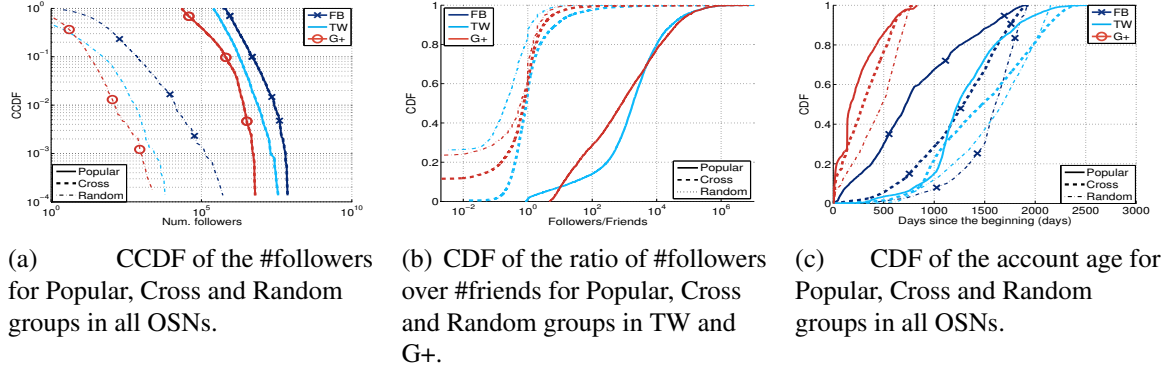 10^0
10^-1
10^-2
10^-3
10^-4
CCDF
10^0 10^5 10^10
Num. followers
FB
TW
G+
Popular
Cross
Random
1
0.8
0.6
0.4
0.2
0
CDF
10^-2 10^0 10^2 10^4 10^6
Followers/Friends
FB
TW
G+
Popular
Cross
Random
1
0.8
0.6
0.4
0.2
0
CDF
0 500 1000 1500 2000 2500 3000
Days since the beginning (days)
FB
TW
G+
Popular
Cross
Random
(a) CCDF of the #followers
for Popular, Cross and Random
groups in all OSNs.
(b) CDF of the ratio of #followers
over #friends for Popular, Cross
and Random groups in TW and
G+.
(c) CDF of the account age for
Popular, Cross and Random
groups in all OSNs.